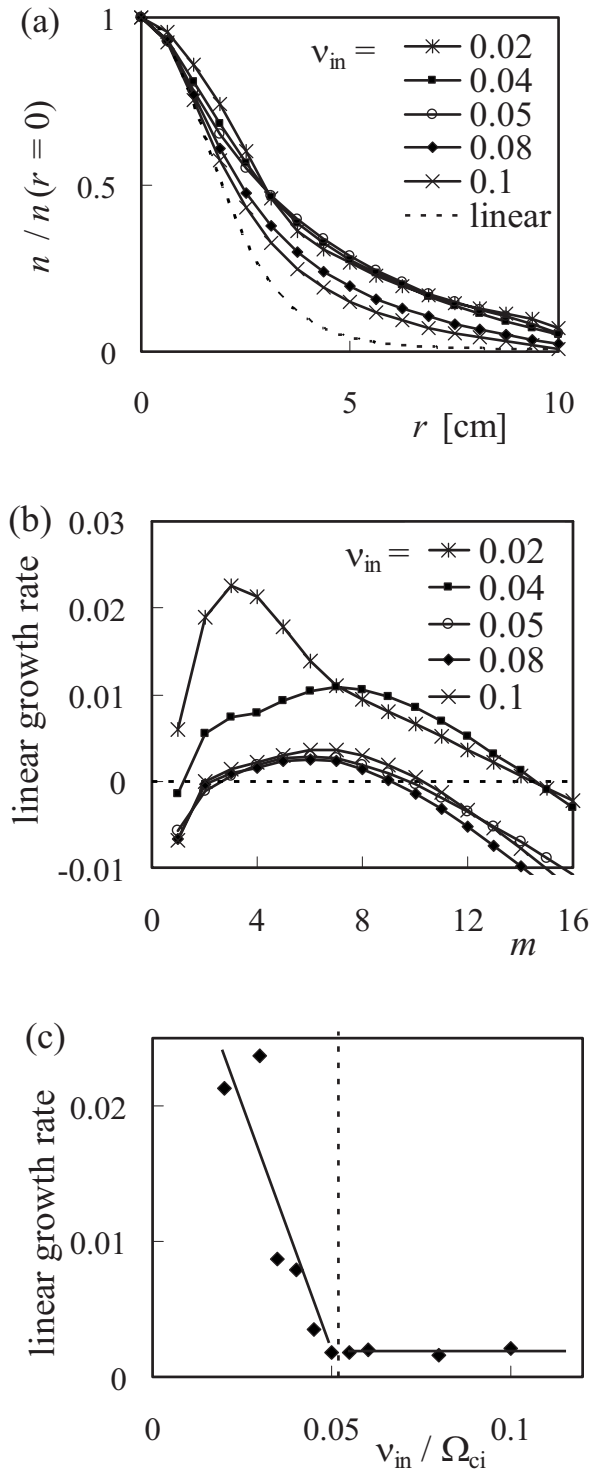 (a)
1
0.5
0
n / n(r = 0)
ν_in =
0.02
0.04
0.05
0.08
0.1
linear
0
5
10
r [cm]
(b)
0.03
0.02
0.01
0
-0.01
linear growth rate
ν_in =
0.02
0.04
0.05
0.08
0.1
0
4
8
12
16
m
(c)
0.02
0.01
0
linear growth rate
0
0.05
0.1
ν_in / Ω_ci